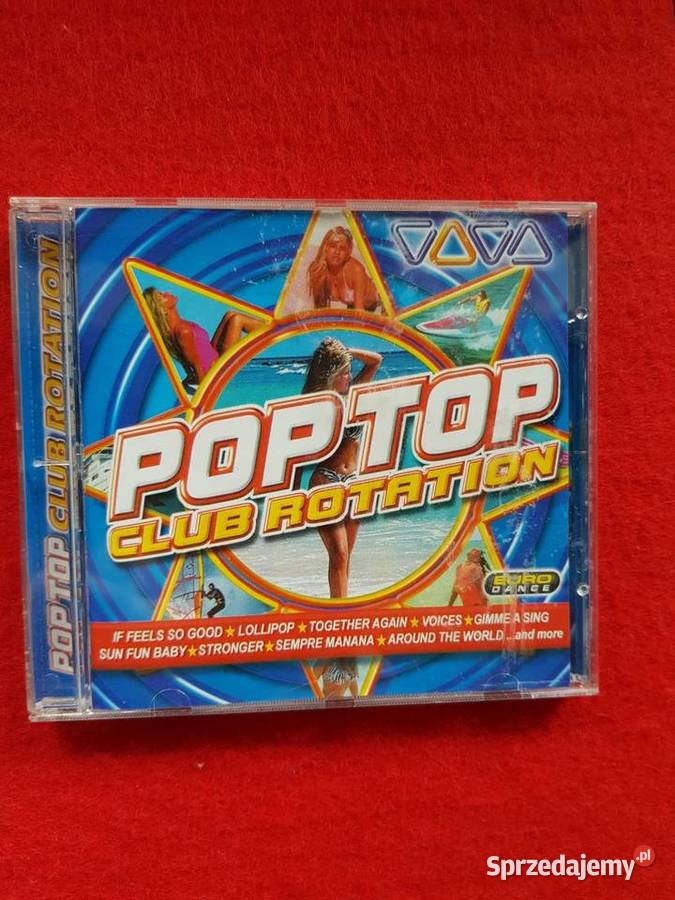 POP TOP CLUB ROTATION
POP TOP
CLUB ROTATION
EURO
DANCE
IF FEELS SO GOOD ★ LOLLIPOP ★ TOGETHER AGAIN ★ VOICES ★ GIMME A SING
SUN FUN BABY ★ STRONGER ★ SEMPRE MANANA ★ AROUND THE WORLD ...and more
Sprzedajemy.pl